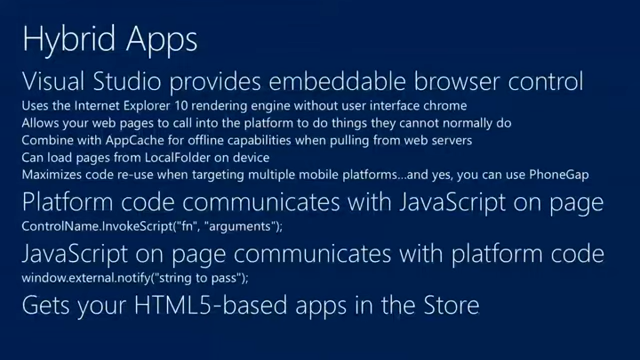 Hybrid Apps
Visual Studio provides embeddable browser control
Uses the Internet Explorer 10 rendering engine without user interface chrome
Allows your web pages to call into the platform to do things they cannot normally do
Combine with AppCache for offline capabilities when pulling from web servers
Can load pages from LocalFolder on device
Maximizes code re-use when targeting multiple mobile platforms...and yes, you can use PhoneGap
Platform code communicates with JavaScript on page
ControlName.InvokeScript("fn", "arguments");
JavaScript on page communicates with platform code
window.external.notify("string to pass");
Gets your HTML5-based apps in the Store